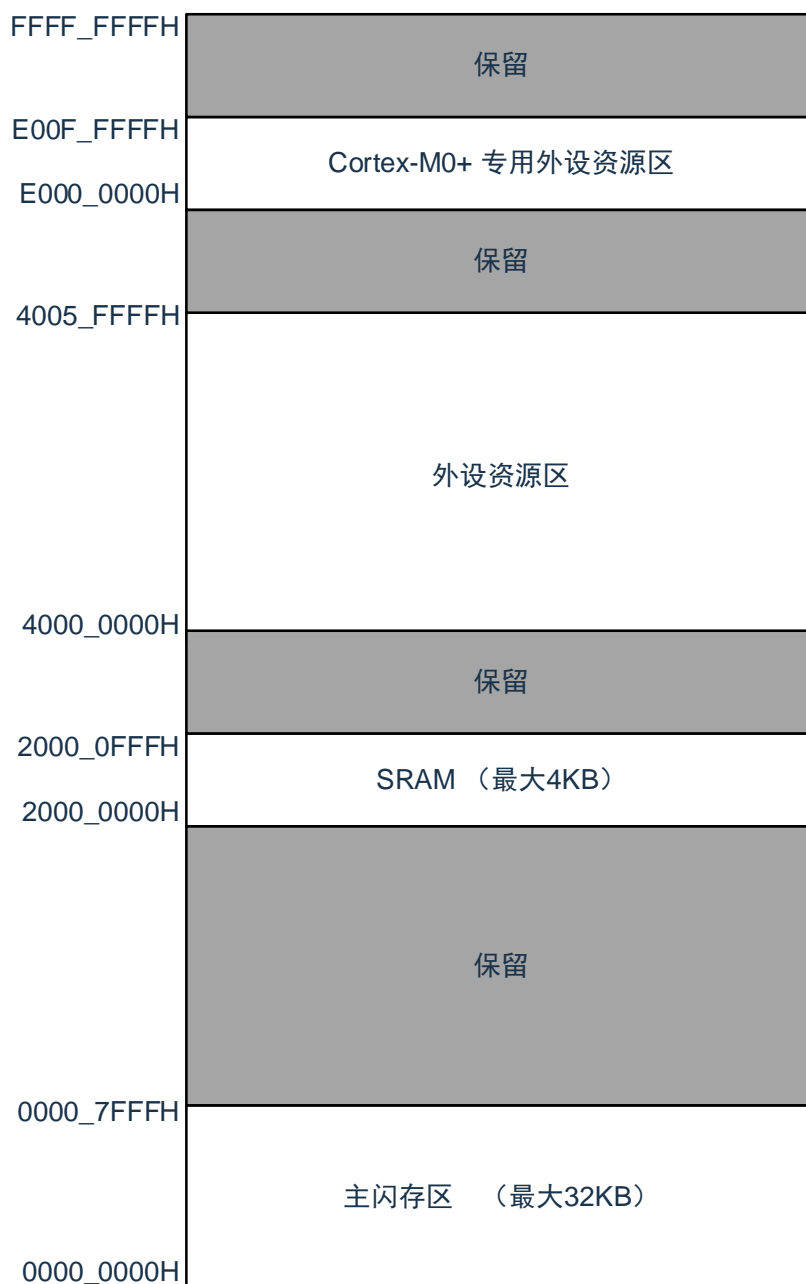 FFFF_FFFFH
保留
E00F_FFFFH
Cortex-M0+ 专用外设资源区
E000_0000H
保留
4005_FFFFH
外设资源区
4000_0000H
保留
2000_0FFFH
SRAM （最大4KB）
2000_0000H
保留
0000_7FFFH
主闪存区 （最大32KB）
0000_0000H